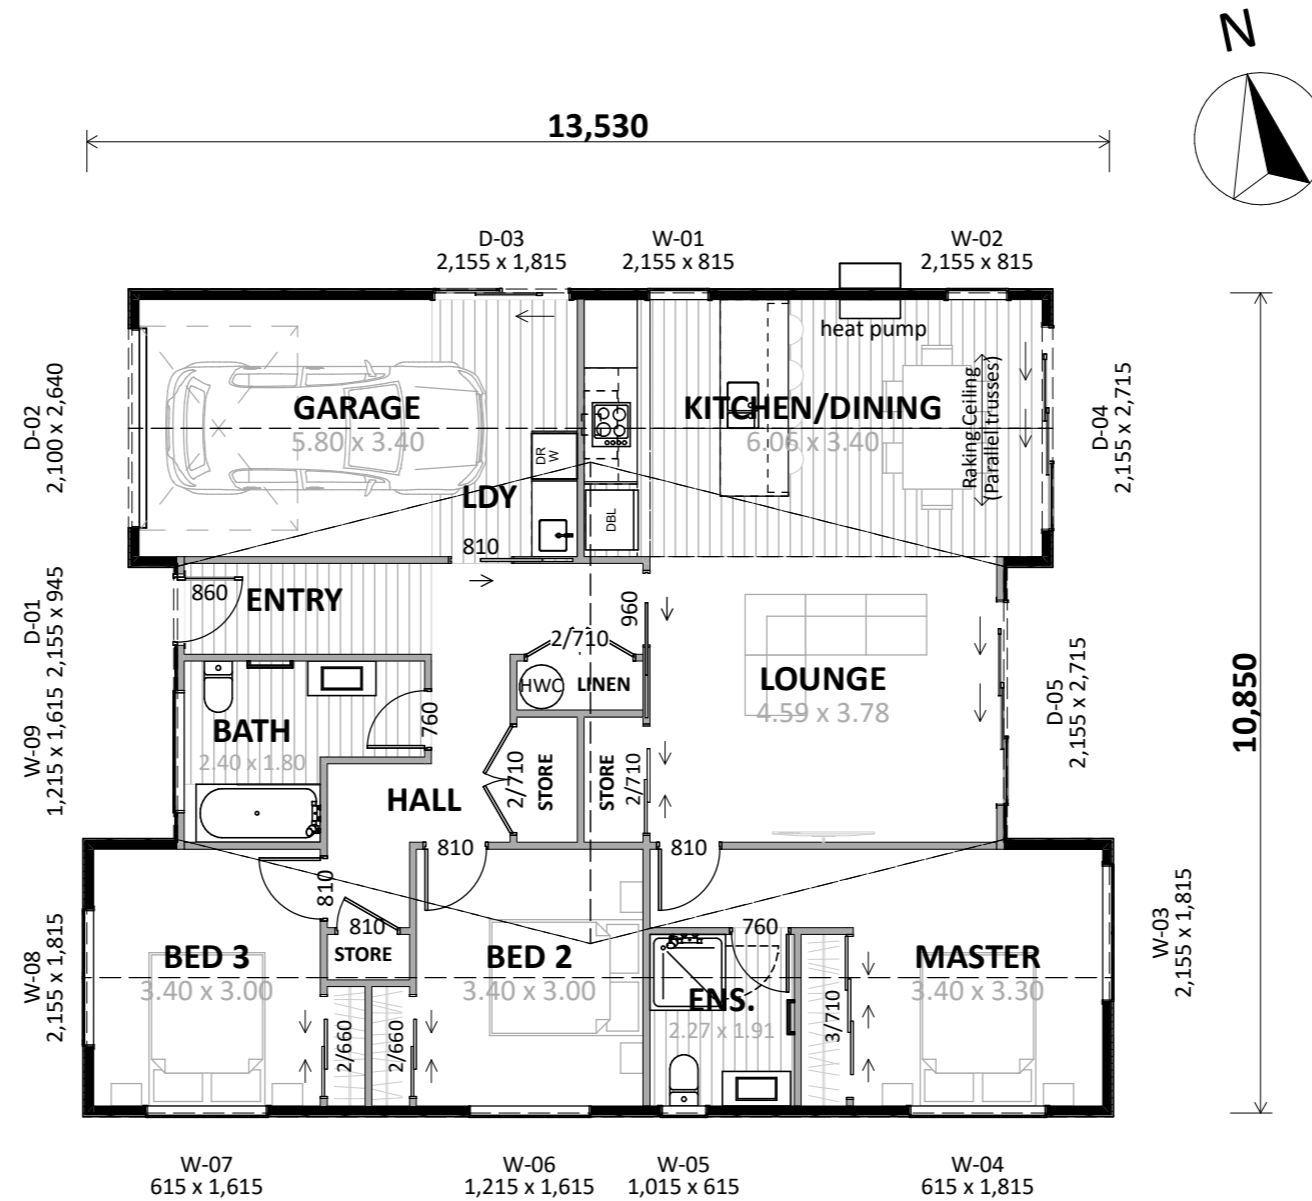 N
13,530
D-03
2,155 x 1,815
W-01
2,155 x 815
W-02
2,155 x 815
heat pump
D-02
2,100 x 2,640
GARAGE
5.80 x 3.40
KITCHEN/DINING
6.06 x 3.40
Raking Ceiling
(Parallel trusses)
D-04
2,155 x 2,715
DR
W
LDY
DBL
810
D-01
2,155 x 945
860
ENTRY
960
2/710
HWC
LINEN
LOUNGE
4.59 x 3.78
D-05
2,155 x 2,715
10,850
W-09
1,215 x 1,615
BATH
2.40 x 1.80
760
HALL
2/710
STORE
STORE
2/710
810
810
810
810
STORE
760
W-08
2,155 x 1,815
BED 3
3.40 x 3.00
BED 2
3.40 x 3.00
ENS.
2.27 x 1.91
MASTER
3.40 x 3.30
W-03
2,155 x 1,815
2/660
2/660
3/710
W-07
615 x 1,615
W-06
1,215 x 1,615
W-05
1,015 x 615
W-04
615 x 1,815